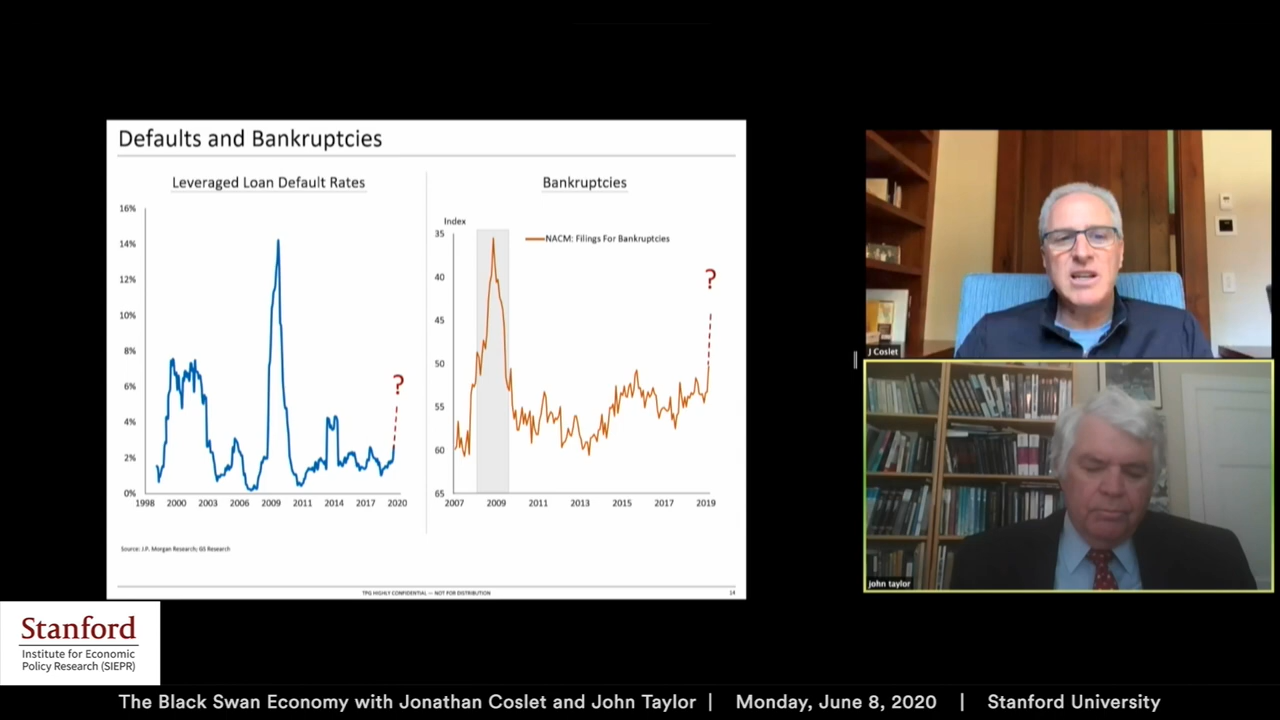 Defaults and Bankruptcies
Leveraged Loan Default Rates
16%
14%
12%
10%
8%
6%
4%
2%
0%
?
1998 2000 2003 2006 2009 2011 2014 2017 2020
Bankruptcies
Index
35
40
45
50
55
60
65
NACM: Filings For Bankruptcies
?
2007 2009 2011 2013 2015 2017 2019
Source: J.P. Morgan Research; GS Research
TPG HIGHLY CONFIDENTIAL — NOT FOR DISTRIBUTION 14
J Coslet
john taylor
Stanford
Institute for Economic
Policy Research (SIEPR)
The Black Swan Economy with Jonathan Coslet and John Taylor | Monday, June 8, 2020 | Stanford University